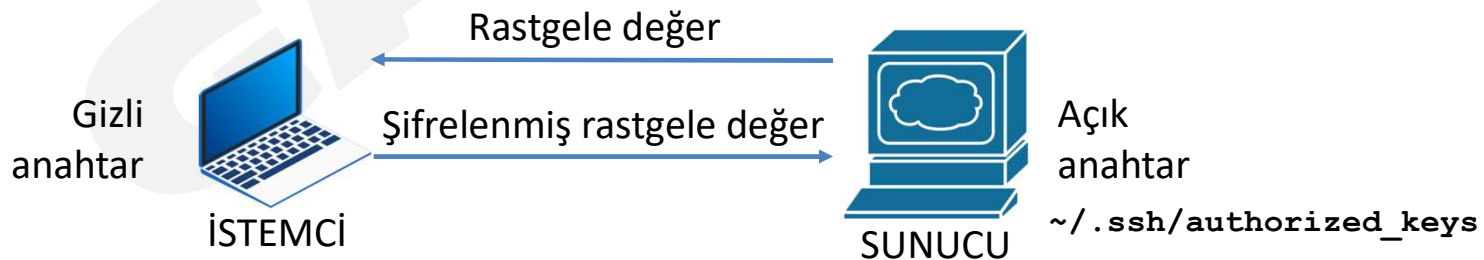 Rastgele değer
Gizli
anahtar
Şifrelenmiş rastgele değer
Açık
anahtar
~/.ssh/authorized_keys
İSTEMCİ
SUNUCU